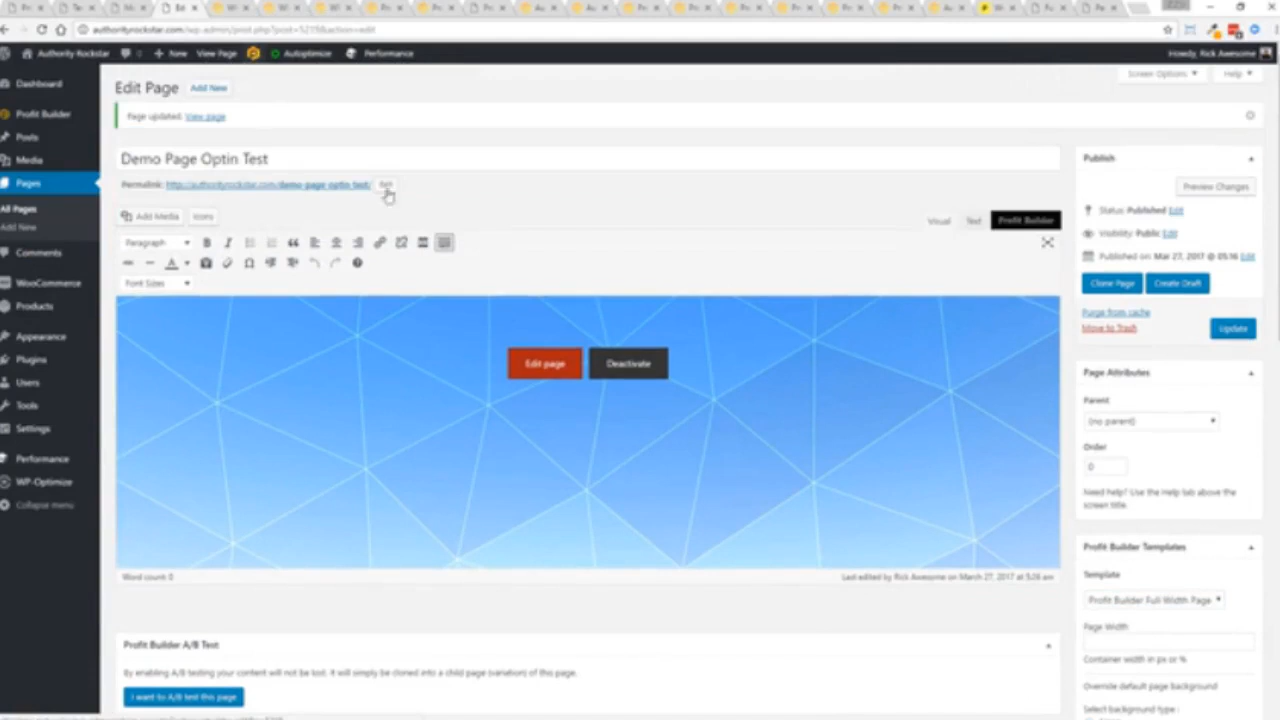 authorityrockstar.com/wp-admin/post.php?post=5219&action=edit
Authority Rockstar
+ New
View Page
Autoptimize
Performance
Howdy, Rick Awesome
Dashboard
Profit Builder
Posts
Media
Pages
All Pages
Add New
Comments
WooCommerce
Products
Appearance
Plugins
Users
Tools
Settings
Performance
WP-Optimize
Collapse menu
Edit Page
Add New
Screen Options
Help
Page updated. View page
Demo Page Optin Test
Permalink: http://authorityrockstar.com/demo-page-optin-test/
Edit
Add Media
Icons
Visual
Text
Profit Builder
Paragraph
Font Sizes
Edit page
Deactivate
Word count: 0
Last edited by Rick Awesome on March 27, 2017 at 5:26 am
Profit Builder A/B Test
By enabling A/B testing your content will not be lost. It will simply be cloned into a child page (variation) of this page.
I want to A/B test this page
Publish
Preview Changes
Status: Published Edit
Visibility: Public Edit
Published on: Mar 27, 2017 @ 05:16 Edit
Clone Page
Create Draft
Purge from cache
Move to Trash
Update
Page Attributes
Parent
(no parent)
Order
0
Need help? Use the Help tab above the
screen title.
Profit Builder Templates
Template
Profit Builder Full Width Page
Page Width
Container width in px or %
Override default page background
Select background type :